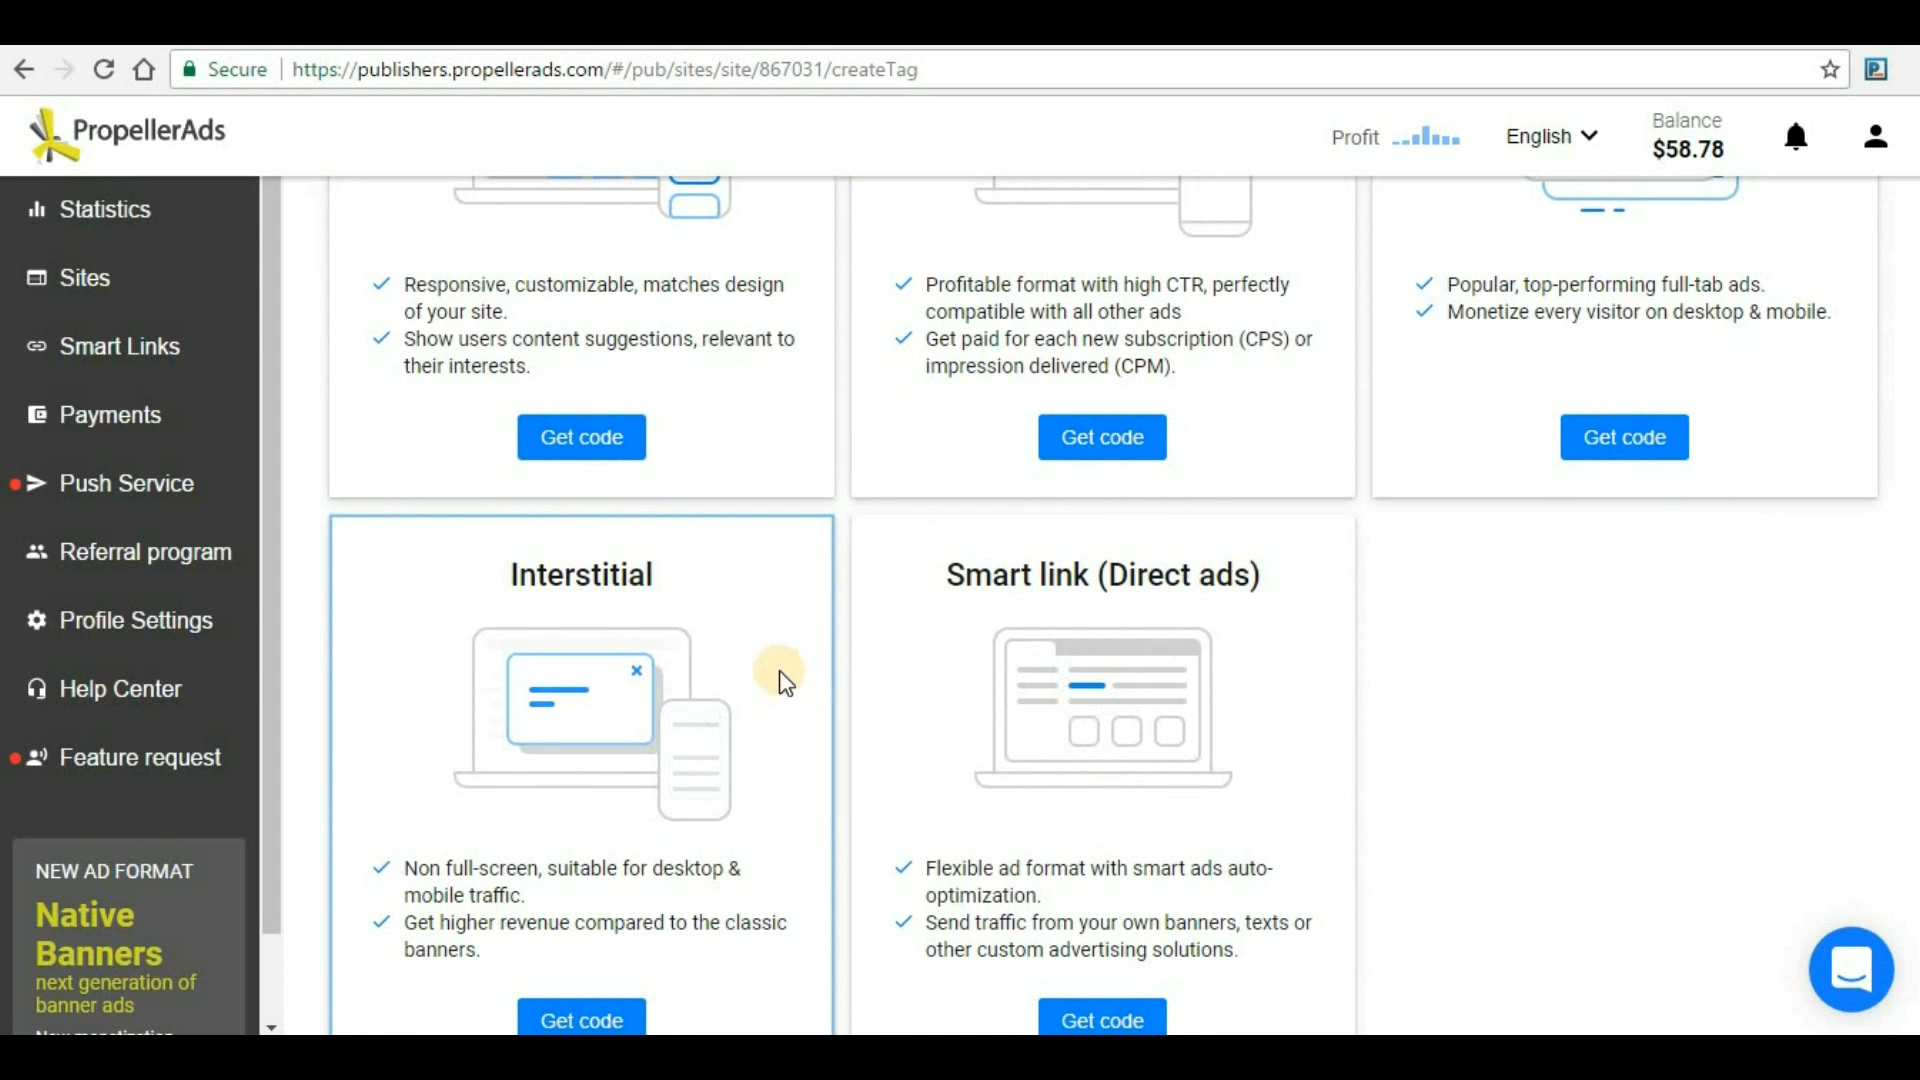 Secure https://publishers.propellerads.com/#/pub/sites/site/867031/createTag
PropellerAds
Profit
English
Balance
$58.78
Statistics
Sites
Smart Links
Payments
Push Service
Referral program
Profile Settings
Help Center
Feature request
NEW AD FORMAT
Native
Banners
next generation of
banner ads
Responsive, customizable, matches design
of your site.
Show users content suggestions, relevant to
their interests.
Get code
Profitable format with high CTR, perfectly
compatible with all other ads
Get paid for each new subscription (CPS) or
impression delivered (CPM).
Get code
Popular, top-performing full-tab ads.
Monetize every visitor on desktop & mobile.
Get code
Interstitial
Non full-screen, suitable for desktop &
mobile traffic.
Get higher revenue compared to the classic
banners.
Get code
Smart link (Direct ads)
Flexible ad format with smart ads auto-
optimization.
Send traffic from your own banners, texts or
other custom advertising solutions.
Get code